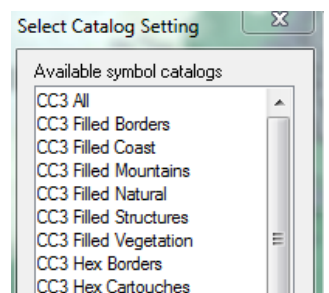 Select Catalog Setting
Available symbol catalogs
CC3 All
CC3 Filled Borders
CC3 Filled Coast
CC3 Filled Mountains
CC3 Filled Natural
CC3 Filled Structures
CC3 Filled Vegetation
CC3 Hex Borders
CC3 Hex Cartouches